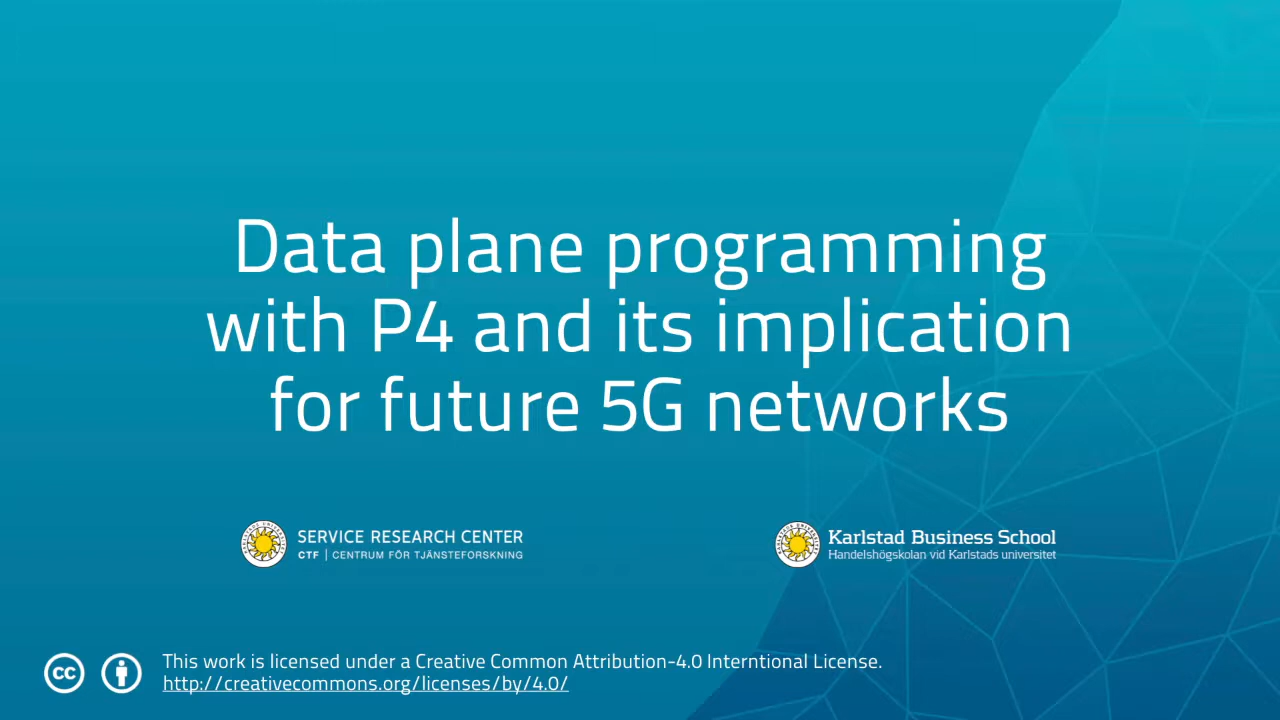 Data plane programming
with P4 and its implication
for future 5G networks
SERVICE RESEARCH CENTER
CTF | CENTRUM FÖR TJÄNSTEFORSKNING
Karlstad Business School
Handelshögskolan vid Karlstads universitet
cc
This work is licensed under a Creative Common Attribution-4.0 Interntional License.
http://creativecommons.org/licenses/by/4.0/